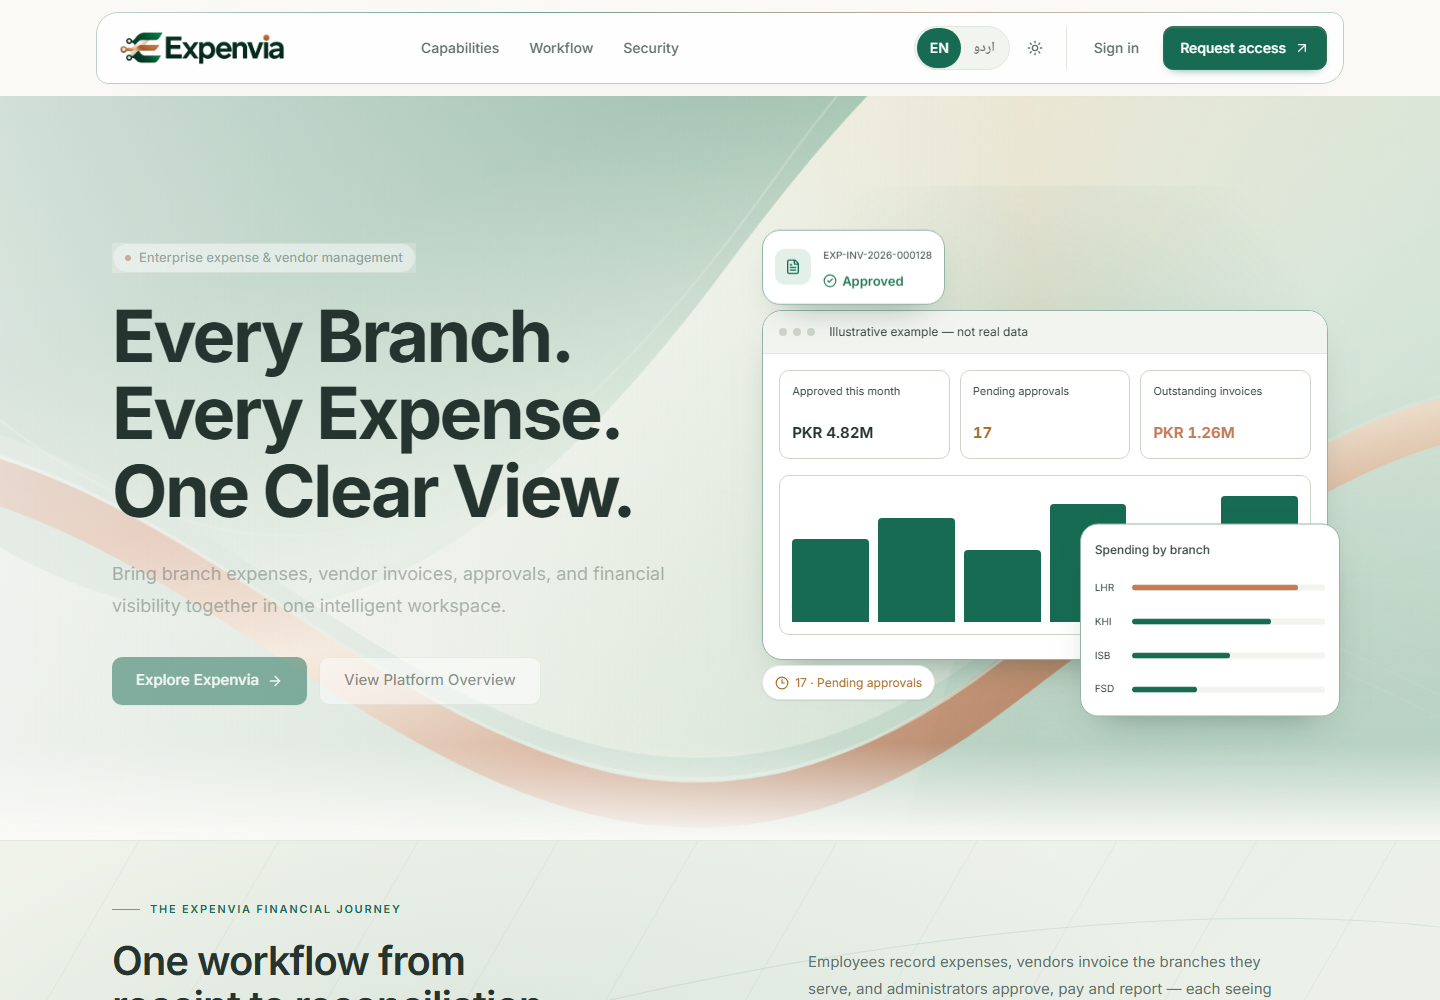 Expenvia
Capabilities
Workflow
Security
EN
اردو
Sign in
Request access
Enterprise expense & vendor management
Every Branch.
Every Expense.
One Clear View.
Bring branch expenses, vendor invoices, approvals, and financial
visibility together in one intelligent workspace.
Explore Expenvia
View Platform Overview
EXP-INV-2026-000128
Approved
Illustrative example — not real data
Approved this month
PKR 4.82M
Pending approvals
17
Outstanding invoices
PKR 1.26M
Spending by branch
LHR
KHI
ISB
FSD
17 · Pending approvals
THE EXPENVIA FINANCIAL JOURNEY
One workflow from
receipt to reconciliation
Employees record expenses, vendors invoice the branches they
serve, and administrators approve, pay and report — each seeing